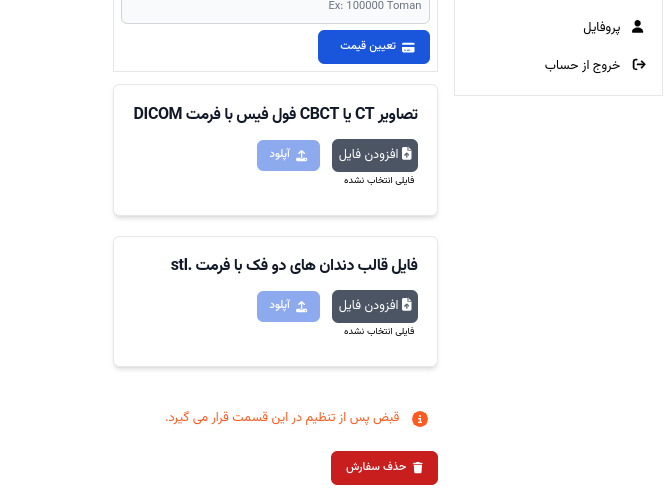 پروفایل
خروج از حساب
Ex: 100000 Toman
تعیین قیمت
تصاویر CT یا CBCT فول فیس با فرمت DICOM
افزودن فایل
آپلود
فایلی انتخاب نشده
فایل قالب دندان های دو فک با فرمت .stl
افزودن فایل
آپلود
فایلی انتخاب نشده
قبض پس از تنظیم در این قسمت قرار می گیرد.
حذف سفارش